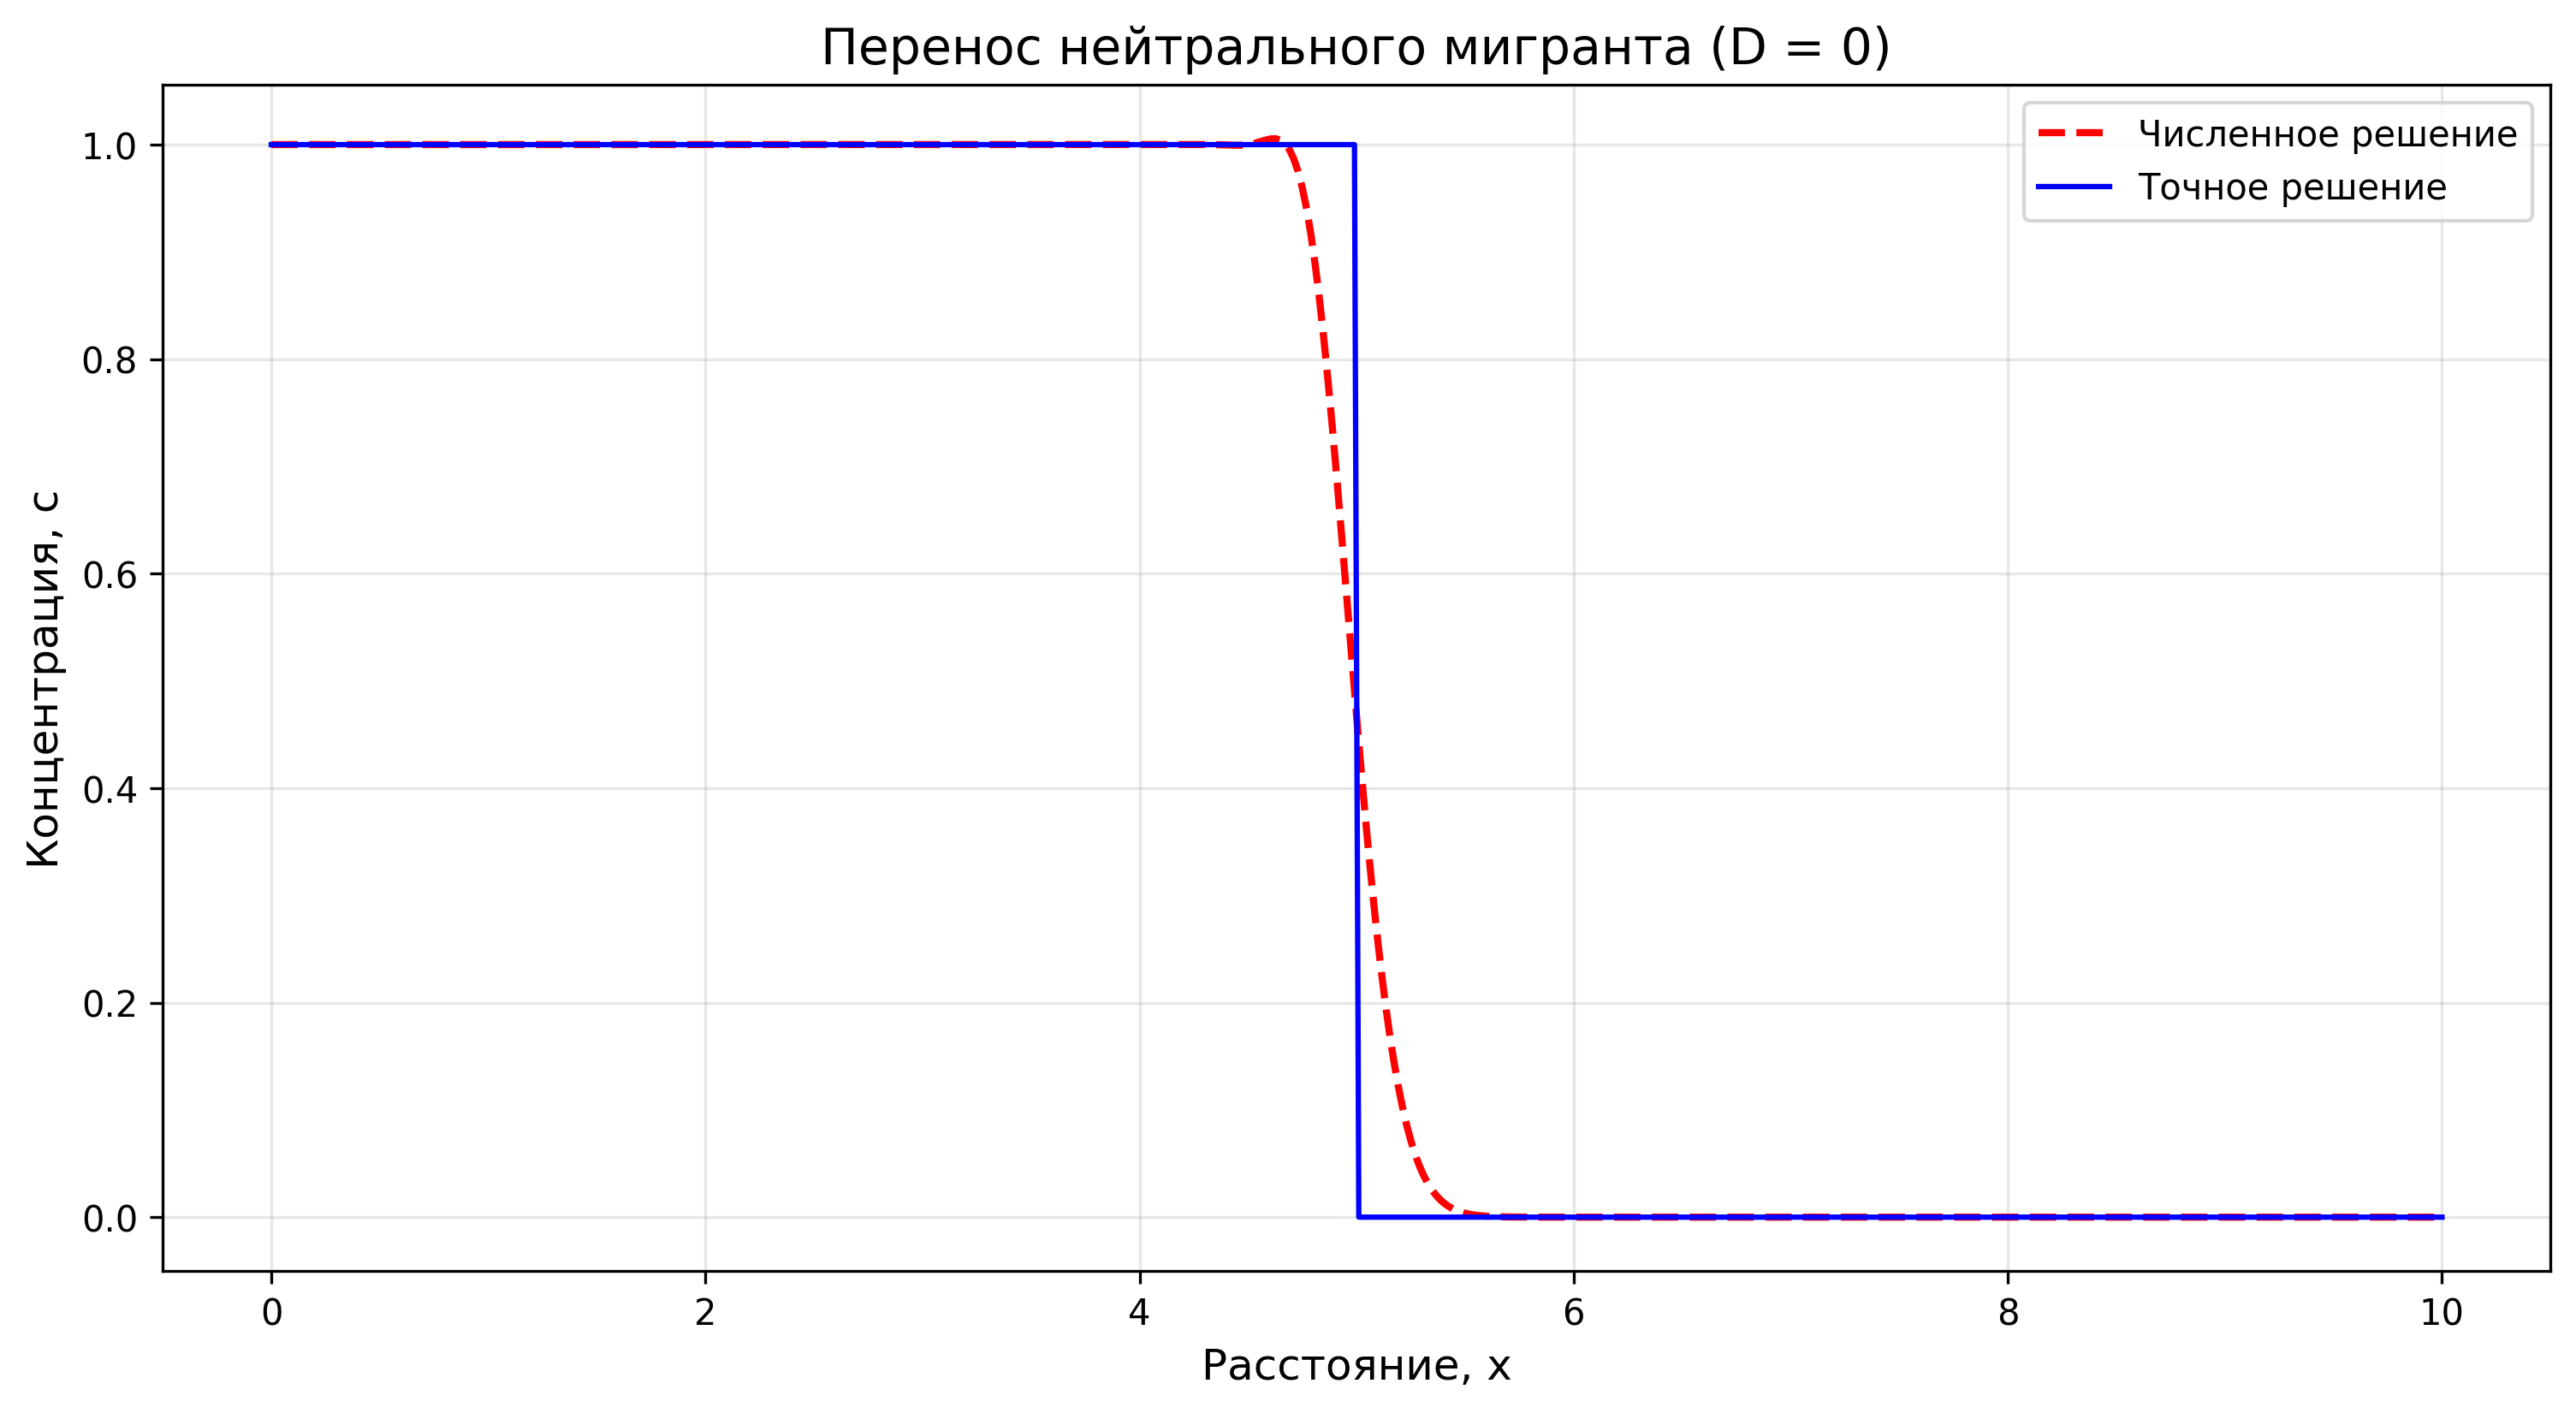 Перенос нейтрального мигранта (D = 0)
Численное решение
Точное решение
Концентрация, c
1.0
0.8
0.6
0.4
0.2
0.0
0 2 4 6 8 10
Расстояние, x